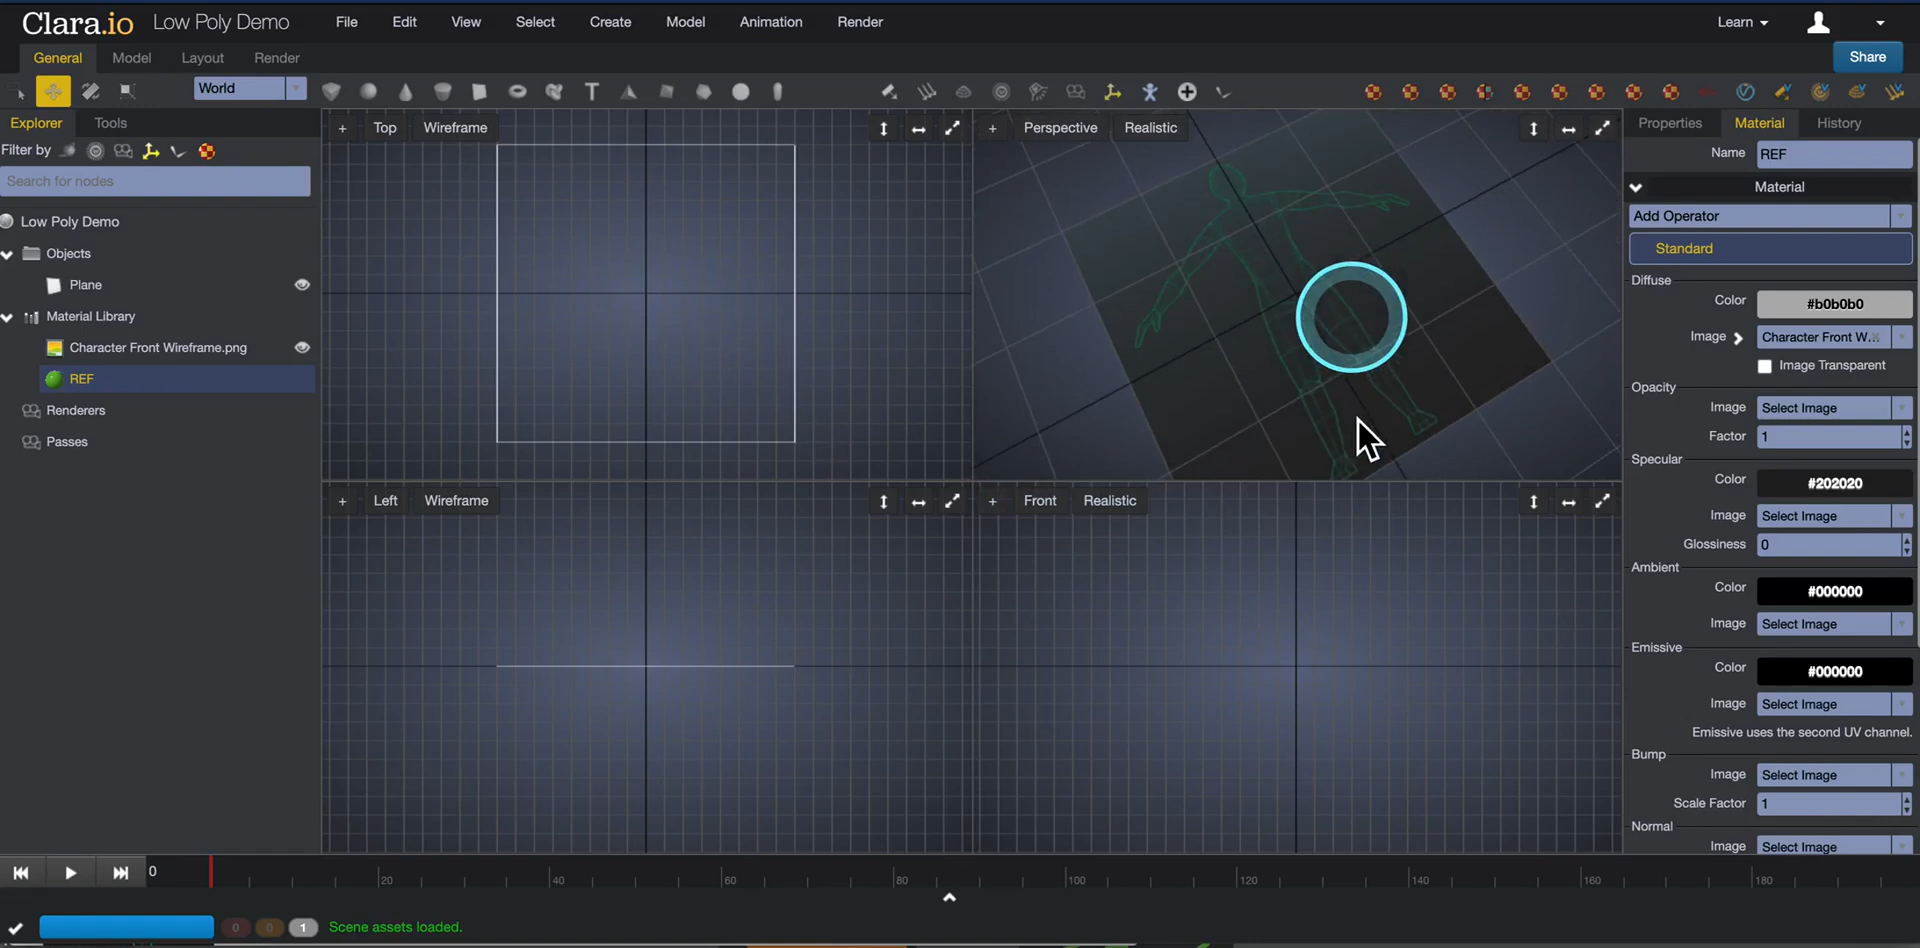 Clara.io Low Poly Demo File Edit View Select Create Model Animation Render Learn
General Model Layout Render Share
World
Explorer Tools
Filter by
Search for nodes
Low Poly Demo
Objects
Plane
Material Library
Character Front Wireframe.png
REF
Renderers
Passes
+ Top Wireframe
+ Perspective Realistic
+ Left Wireframe
+ Front Realistic
Properties Material History
Name REF
Material
Add Operator
Standard
Diffuse
Color #b0b0b0
Image Character Front W...
Image Transparent
Opacity
Image Select Image
Factor 1
Specular
Color #202020
Image Select Image
Glossiness 0
Ambient
Color #000000
Image Select Image
Emissive
Color #000000
Image Select Image
Emissive uses the second UV channel.
Bump
Image Select Image
Scale Factor 1
Normal
Image Select Image
0 20 40 60 80 100 120 140 160 180
0 0 1 Scene assets loaded.